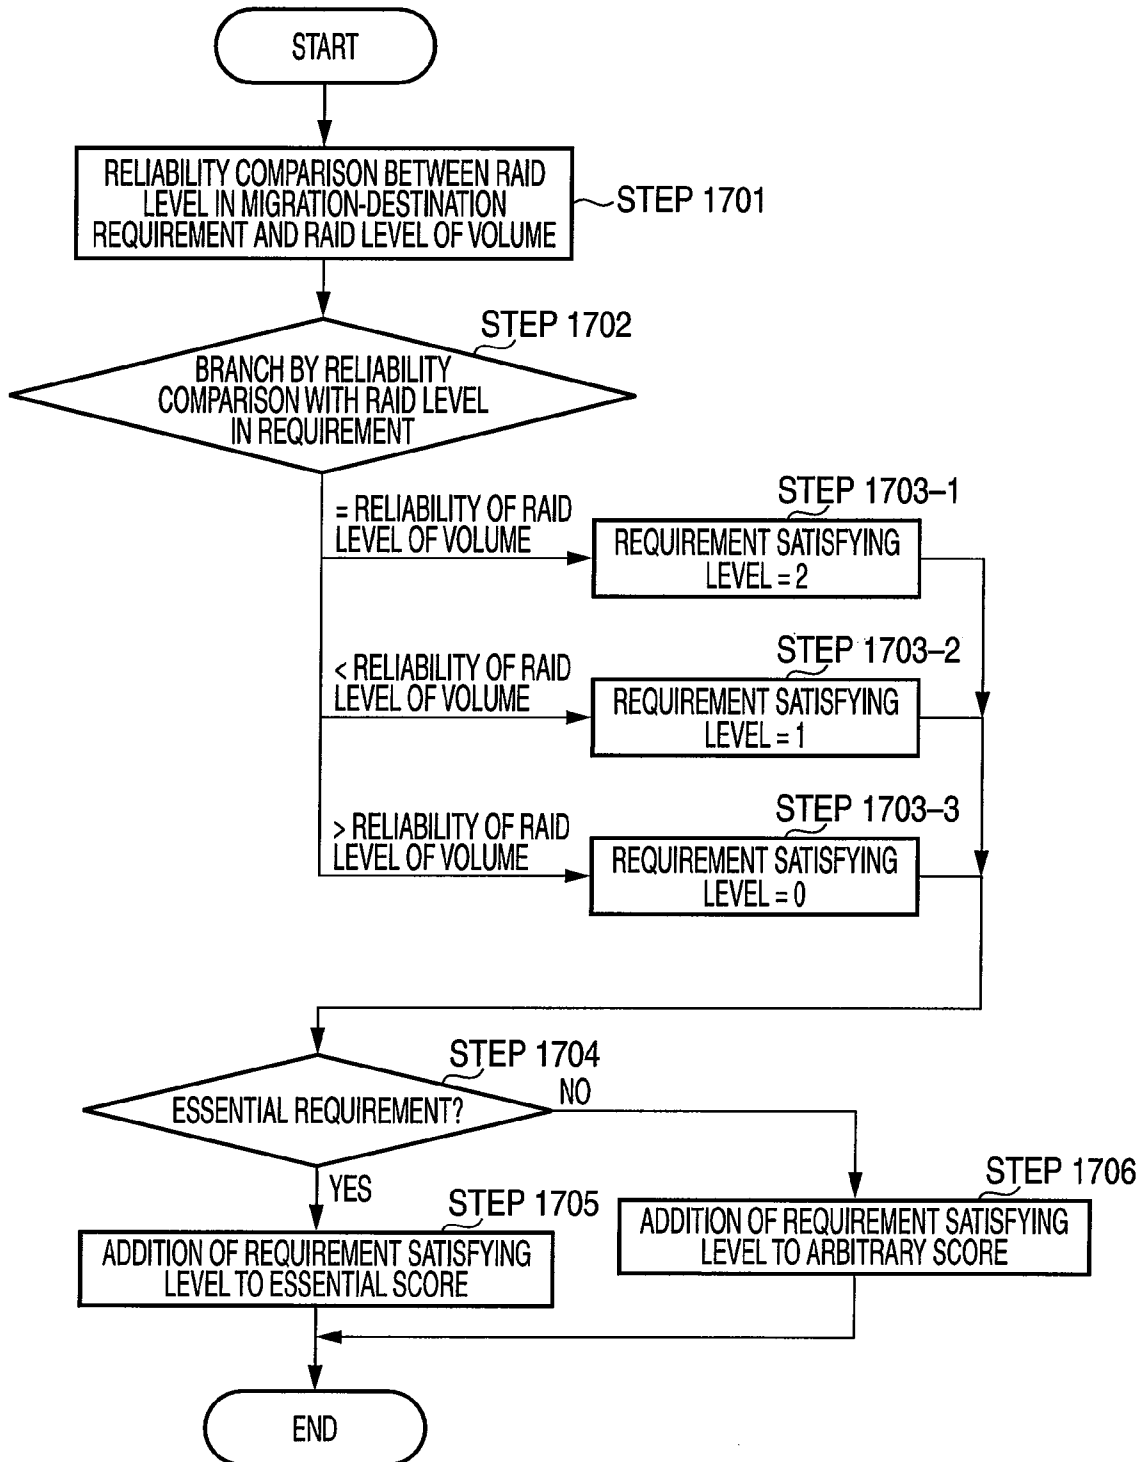 START
RELIABILITY COMPARISON BETWEEN RAID
LEVEL IN MIGRATION-DESTINATION
REQUIREMENT AND RAID LEVEL OF VOLUME
STEP 1701
STEP 1702
BRANCH BY RELIABILITY
COMPARISON WITH RAID LEVEL
IN REQUIREMENT
= RELIABILITY OF RAID
LEVEL OF VOLUME
STEP 1703-1
REQUIREMENT SATISFYING
LEVEL = 2
< RELIABILITY OF RAID
LEVEL OF VOLUME
STEP 1703-2
REQUIREMENT SATISFYING
LEVEL = 1
> RELIABILITY OF RAID
LEVEL OF VOLUME
STEP 1703-3
REQUIREMENT SATISFYING
LEVEL = 0
STEP 1704
ESSENTIAL REQUIREMENT?
NO
YES
STEP 1705
ADDITION OF REQUIREMENT SATISFYING
LEVEL TO ESSENTIAL SCORE
STEP 1706
ADDITION OF REQUIREMENT SATISFYING
LEVEL TO ARBITRARY SCORE
END